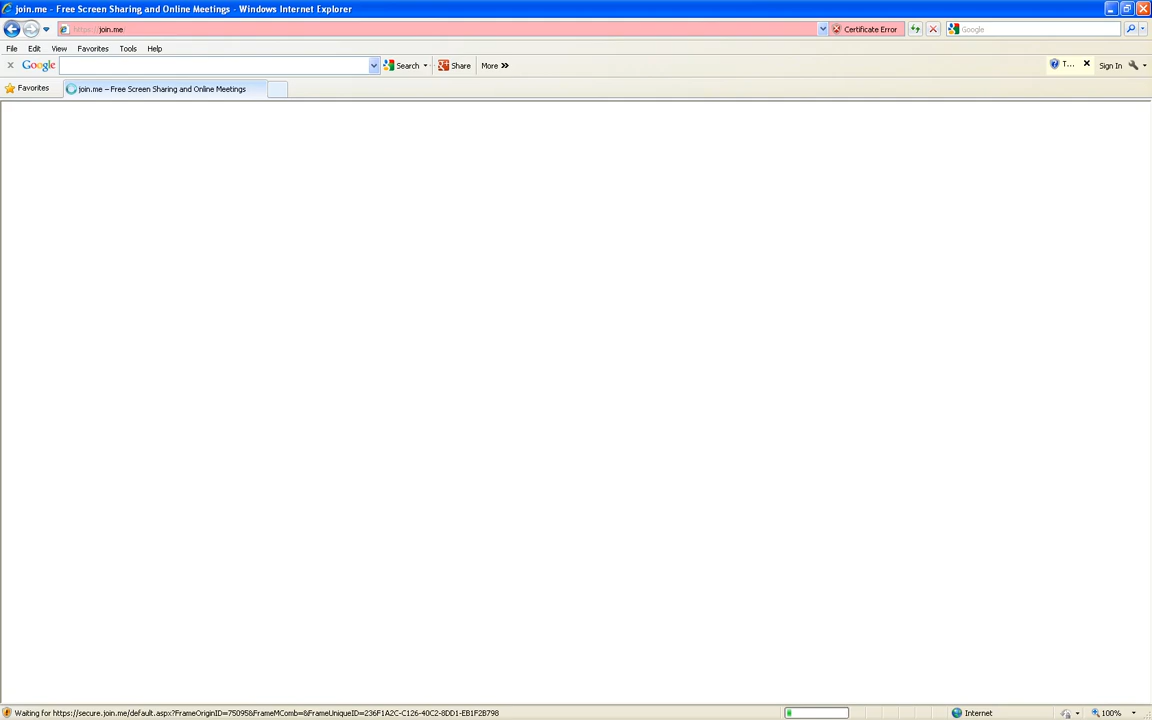 join.me – Free Screen Sharing and Online Meetings - Windows Internet Explorer
https://join.me Certificate Error Google
File Edit View Favorites Tools Help
x Google Search Share More » T... Sign In
Favorites join.me – Free Screen Sharing and Online Meetings
Waiting for https://secure.join.me/default.aspx?FrameOriginID=75095&FrameMComb=&FrameUniqueID=236F1A2C-C126-40C2-8DD1-EB1F2B798 Internet 100%